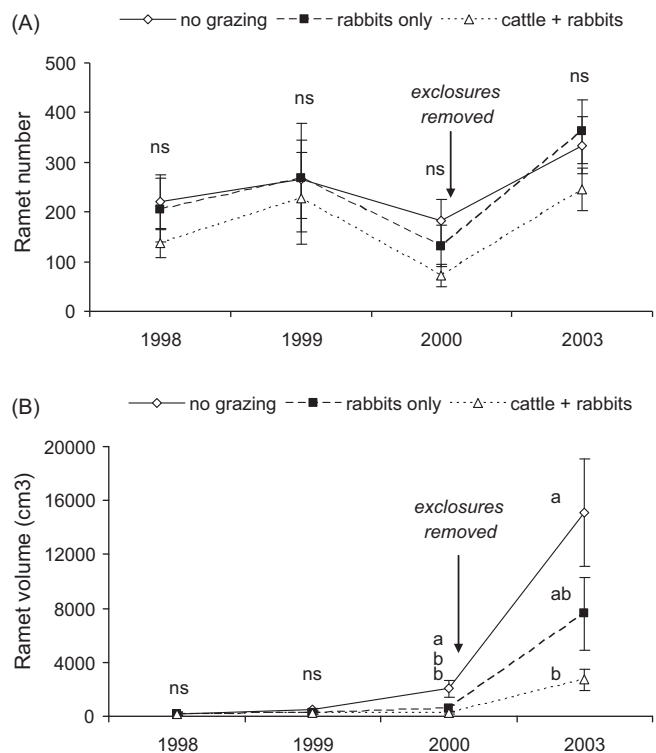 (A)
no grazing rabbits only cattle + rabbits
Ramet number
500
400
300
200
100
0
ns
ns
ns
ns
exclosures
removed
1998 1999 2000 2003
(B)
no grazing rabbits only cattle + rabbits
Ramet volume (cm3)
20000
16000
12000
8000
4000
0
ns
ns
a
b
b
exclosures
removed
a
ab
b
1998 1999 2000 2003